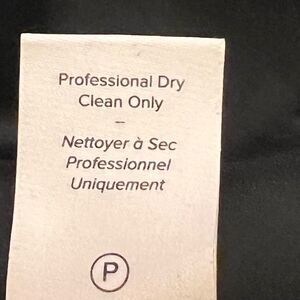 Professional Dry
Clean Only
–
Nettoyer à Sec
Professionnel
Uniquement
P